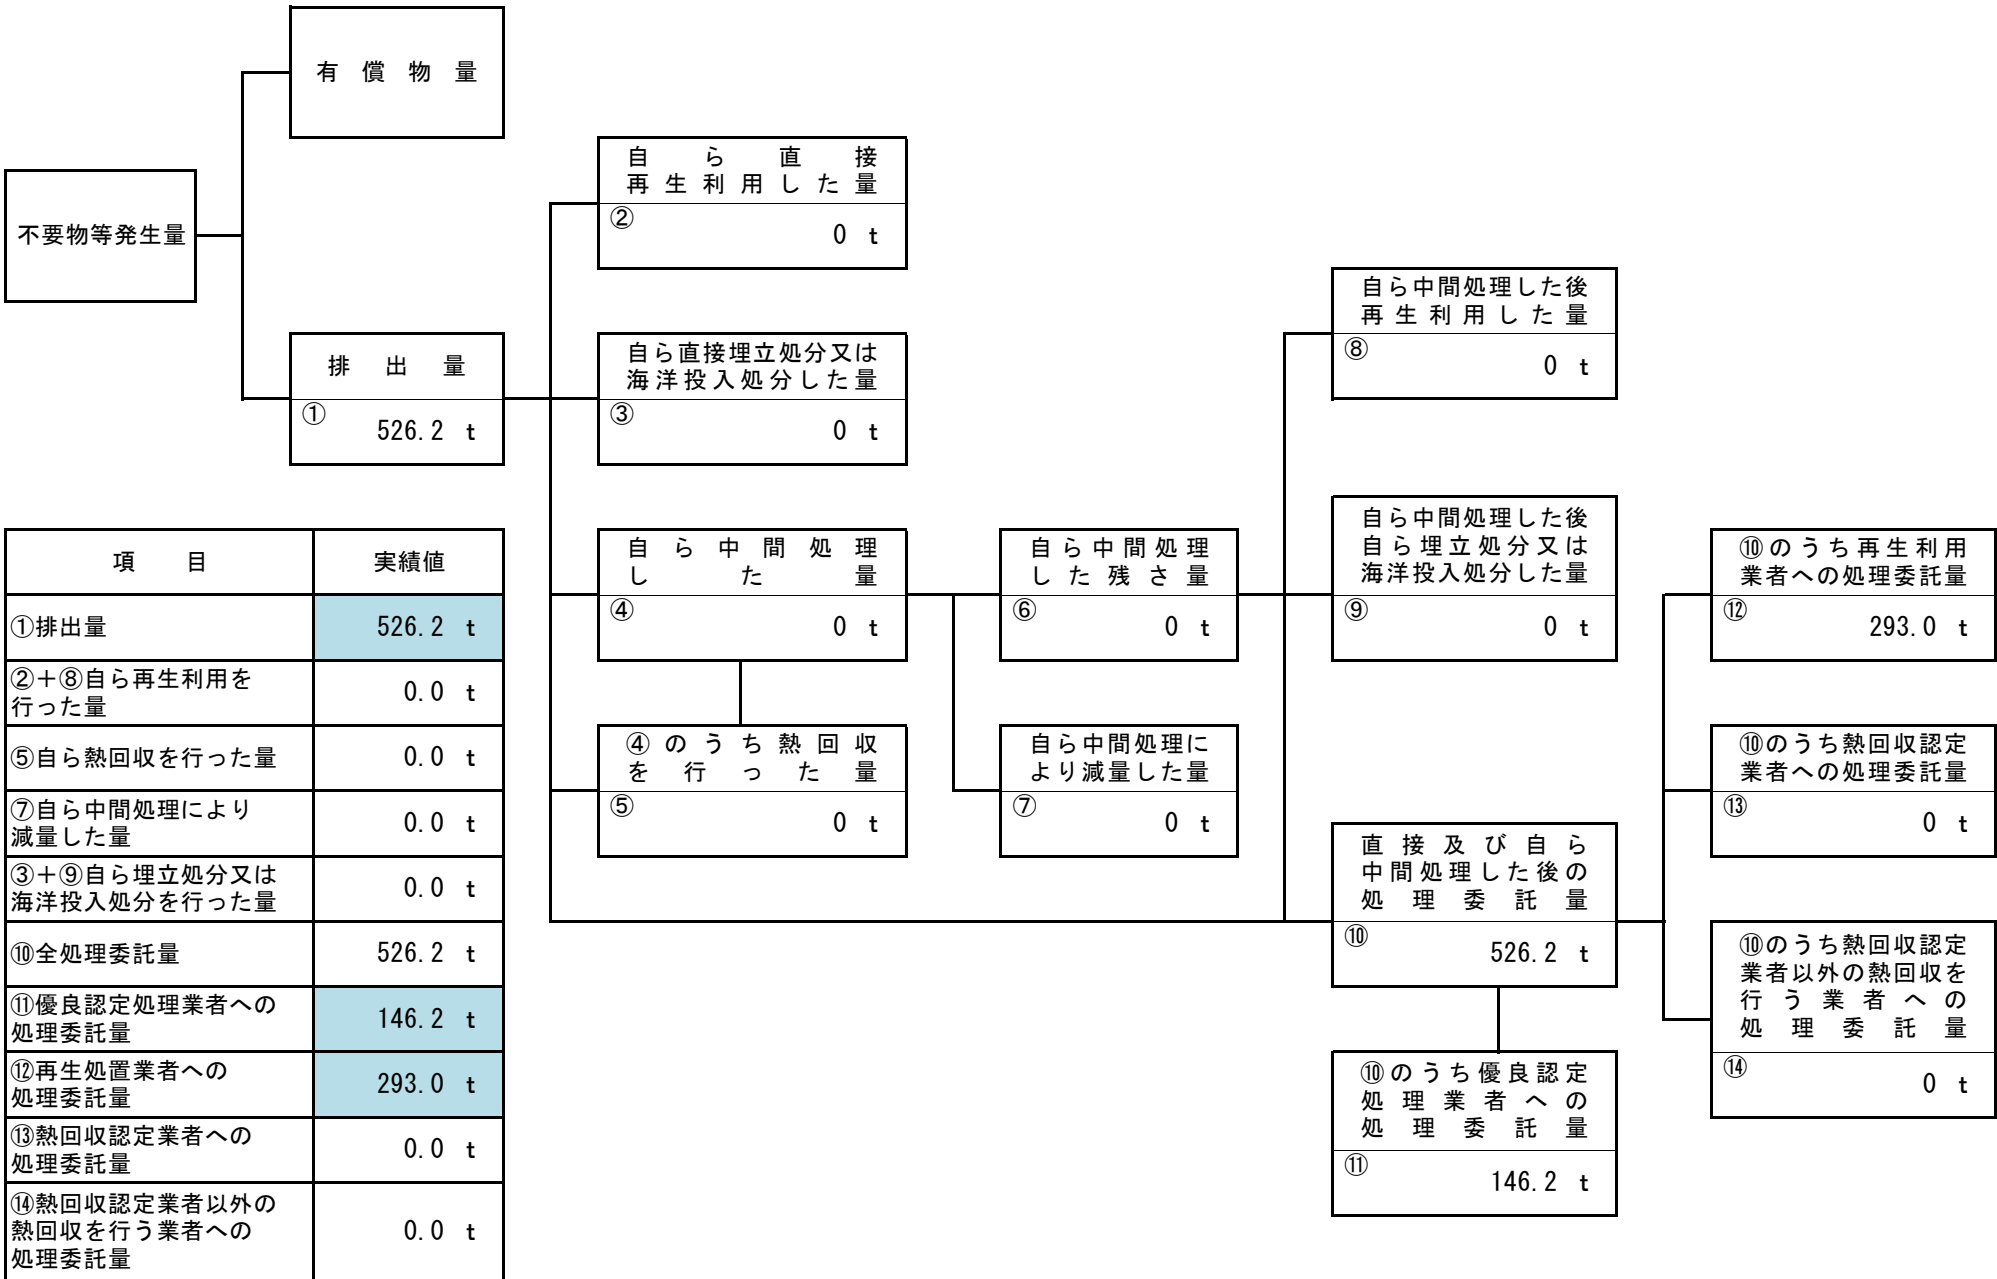 有償物量
不要物等発生量
排出量
①
526.2 t
自ら直接
再生利用した量
②
0 t
自ら直接埋立処分又は
海洋投入処分した量
③
0 t
自ら中間処理
した量
④
0 t
④のうち熱回収
を行った量
⑤
0 t
自ら中間処理
した残さ量
⑥
0 t
自ら中間処理に
より減量した量
⑦
0 t
自ら中間処理した後
再生利用した量
⑧
0 t
自ら中間処理した後
自ら埋立処分又は
海洋投入処分した量
⑨
0 t
直接及び自ら
中間処理した後の
処理委託量
⑩
526.2 t
⑩のうち優良認定
処理業者への
処理委託量
⑪
146.2 t
⑩のうち再生利用
業者への処理委託量
⑫
293.0 t
⑩のうち熱回収認定
業者への処理委託量
⑬
0 t
⑩のうち熱回収認定
業者以外の熱回収を
行う業者への
処理委託量
⑭
0 t
項目 実績値
①排出量 526.2 t
②＋⑧自ら再生利用を
行った量 0.0 t
⑤自ら熱回収を行った量 0.0 t
⑦自ら中間処理により
減量した量 0.0 t
③＋⑨自ら埋立処分又は
海洋投入処分を行った量 0.0 t
⑩全処理委託量 526.2 t
⑪優良認定処理業者への
処理委託量 146.2 t
⑫再生処置業者への
処理委託量 293.0 t
⑬熱回収認定業者への
処理委託量 0.0 t
⑭熱回収認定業者以外の
熱回収を行う業者への
処理委託量 0.0 t